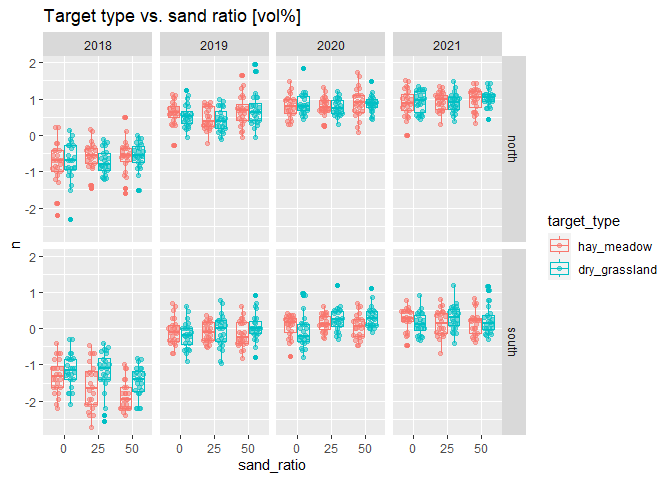 Target type vs. sand ratio [vol%]
2018 2019 2020 2021
2
1
0
-1
-2
north
2
1
0
-1
-2
south
n
0 25 50 0 25 50 0 25 50 0 25 50
sand_ratio
target_type
hay_meadow
dry_grassland